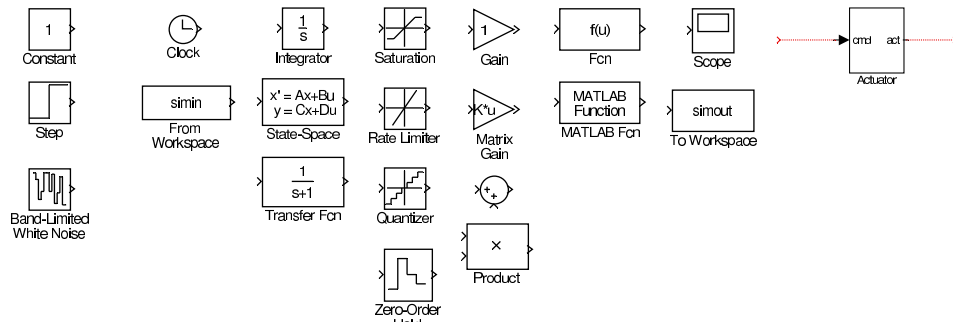 1
Constant
Step
Band-Limited
White Noise
Clock
simin
From
Workspace
1
s
Integrator
x' = Ax+Bu
y = Cx+Du
State-Space
1
s+1
Transfer Fcn
Saturation
Rate Limiter
Quantizer
Zero-Order
Hold
1
Gain
K*u
Matrix
Gain
+
+
×
Product
f(u)
Fcn
MATLAB
Function
MATLAB Fcn
Scope
simout
To Workspace
cmd act
Actuator